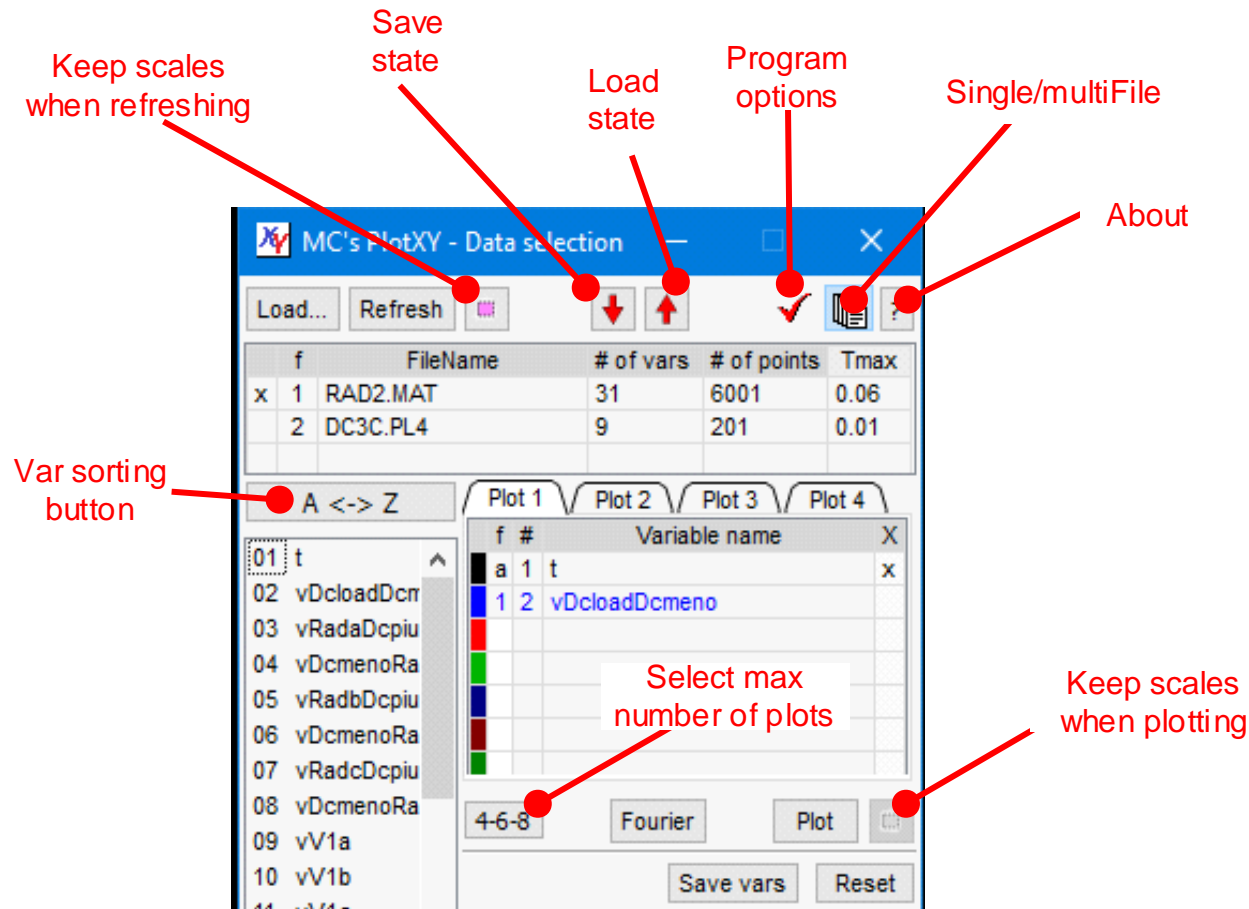 Save
state
Keep scales
when refreshing
Load
state
Program
options
Single/multiFile
About
MC's PlotXY - Data selection
Load...
Refresh
?
f FileName # of vars # of points Tmax
x 1 RAD2.MAT 31 6001 0.06
2 DC3C.PL4 9 201 0.01
Var sorting
button
A <-> Z
Plot 1 Plot 2 Plot 3 Plot 4
f # Variable name X
a 1 t x
1 2 vDcloadDcmeno
01 t
02 vDcloadDcm
03 vRadaDcpiu
04 vDcmenoRa
05 vRadbDcpiu
06 vDcmenoRa
07 vRadcDcpiu
08 vDcmenoRa
09 vV1a
10 vV1b
Select max
number of plots
Keep scales
when plotting
4-6-8 Fourier Plot
Save vars Reset